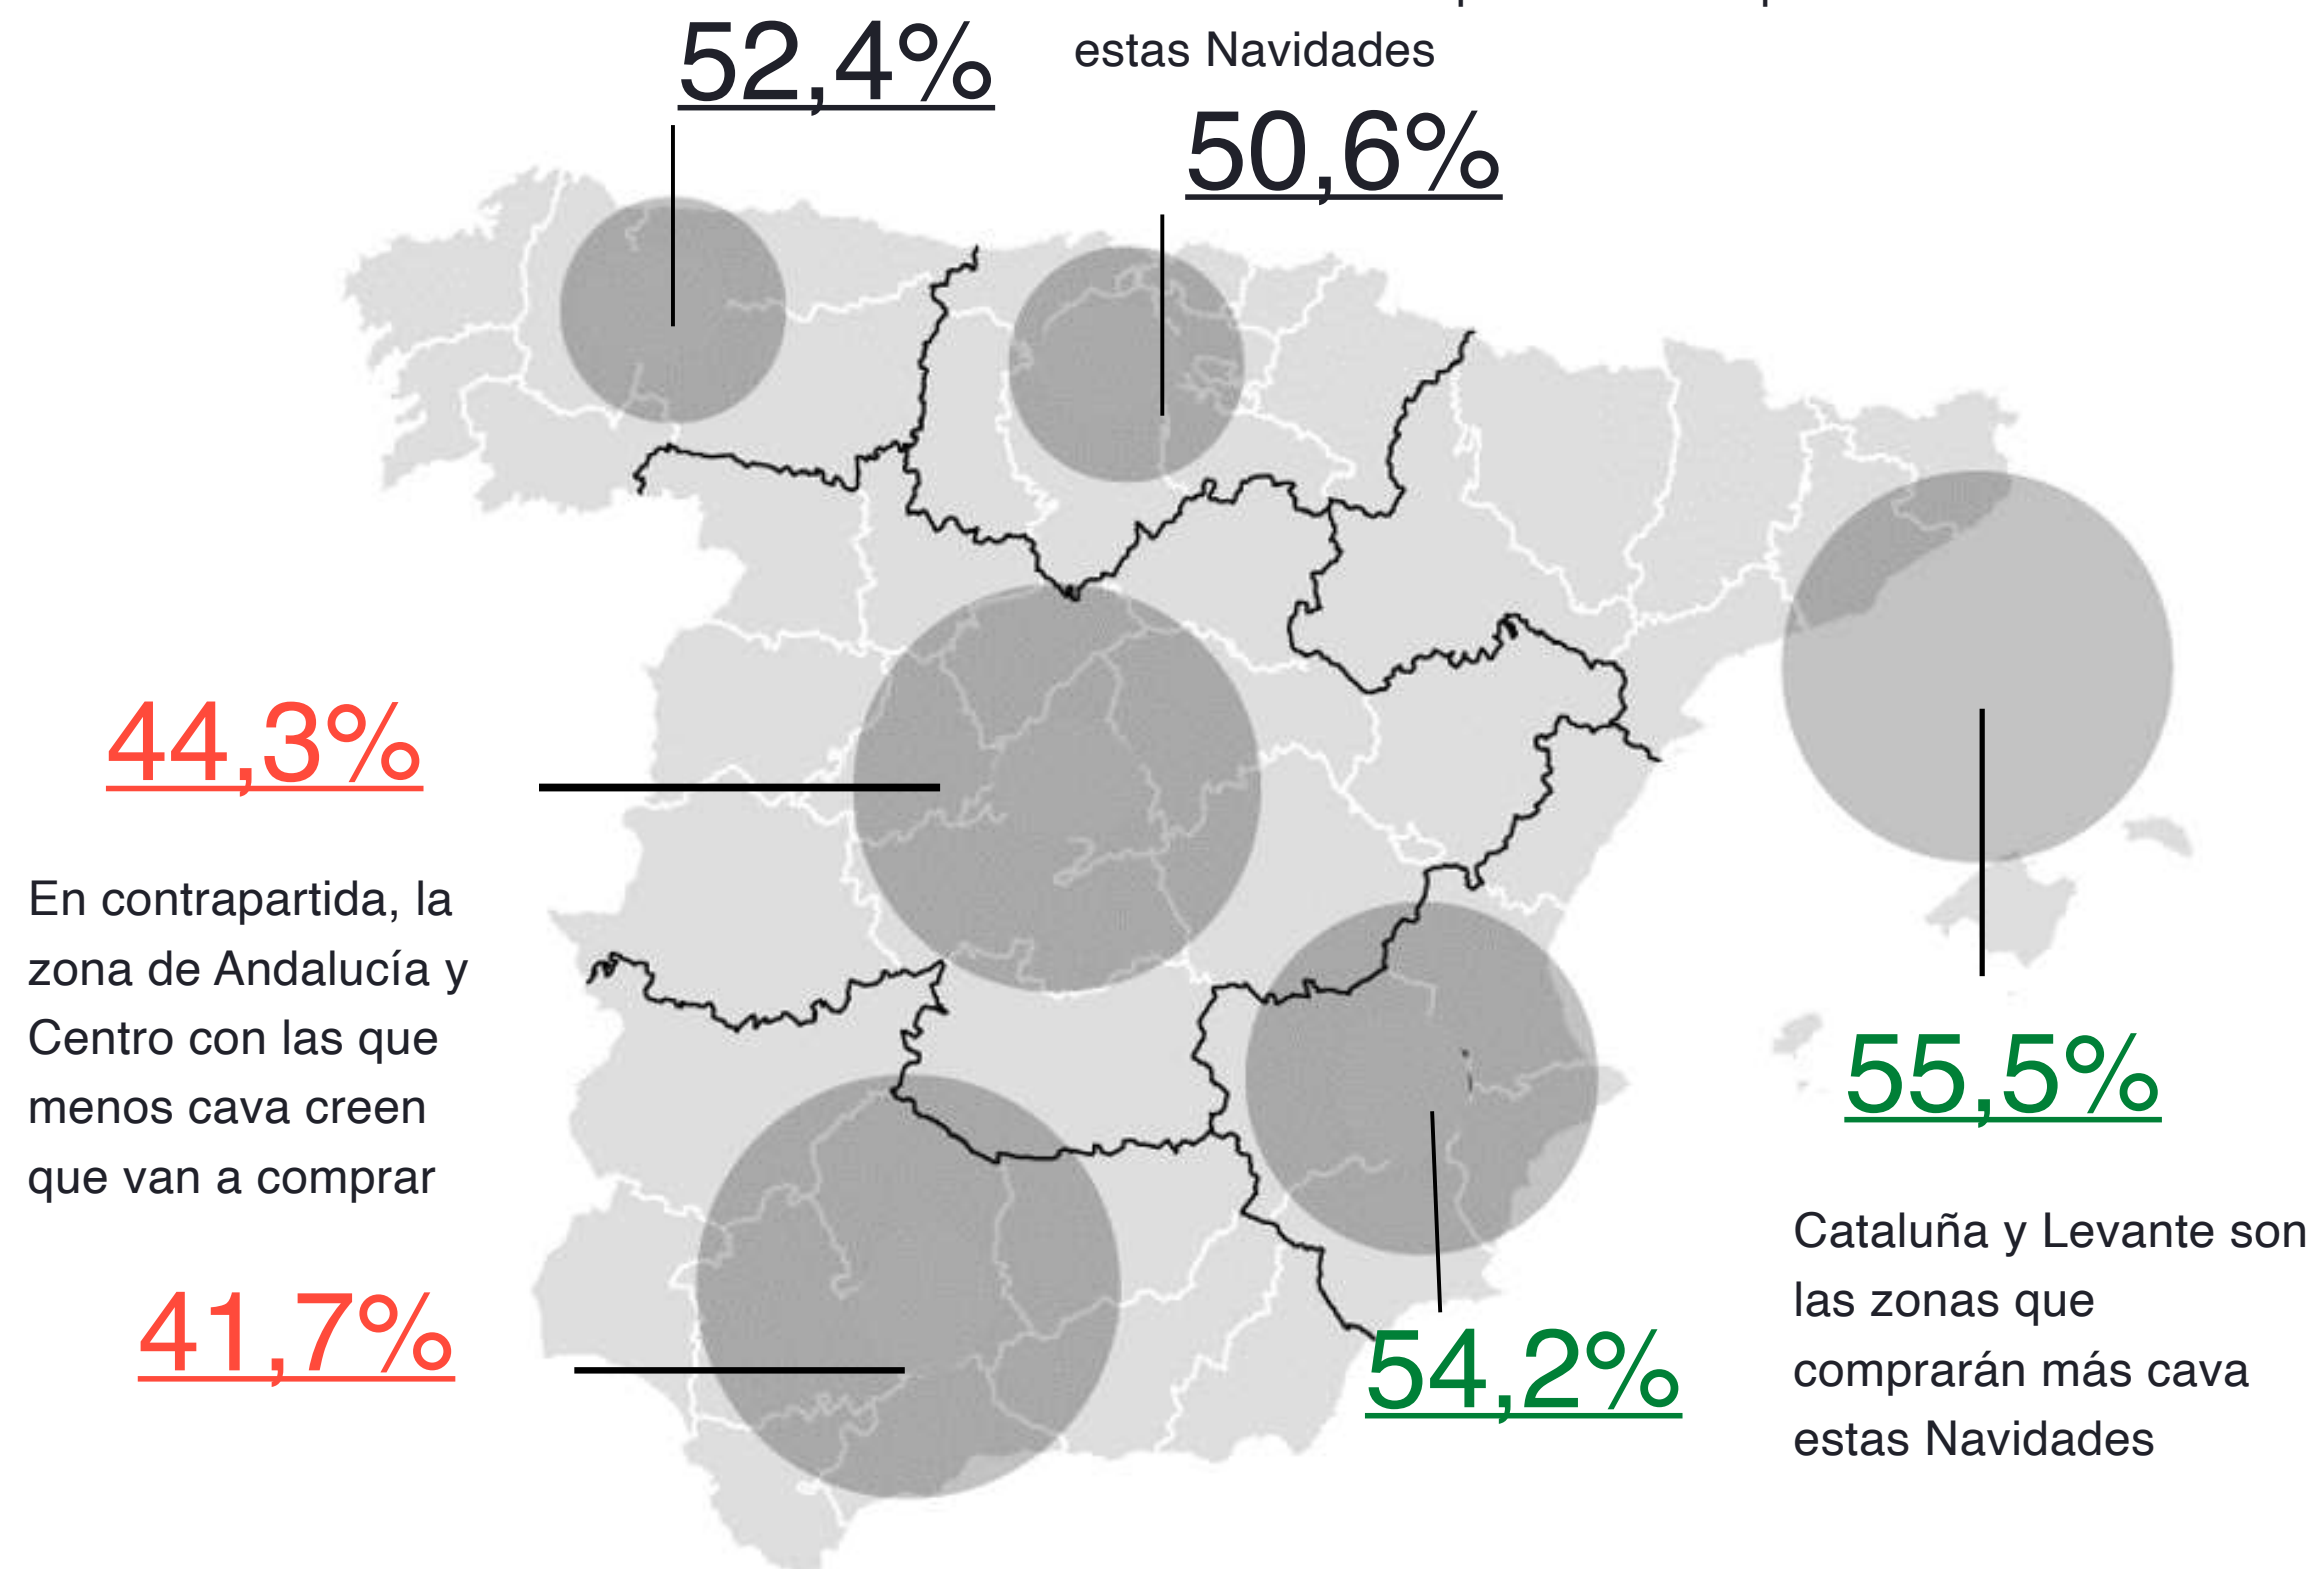 52,4%
estas Navidades
50,6%
44,3%
En contrapartida, la
zona de Andalucía y
Centro con las que
menos cava creen
que van a comprar
41,7%
55,5%
Cataluña y Levante son
las zonas que
comprarán más cava
estas Navidades
54,2%